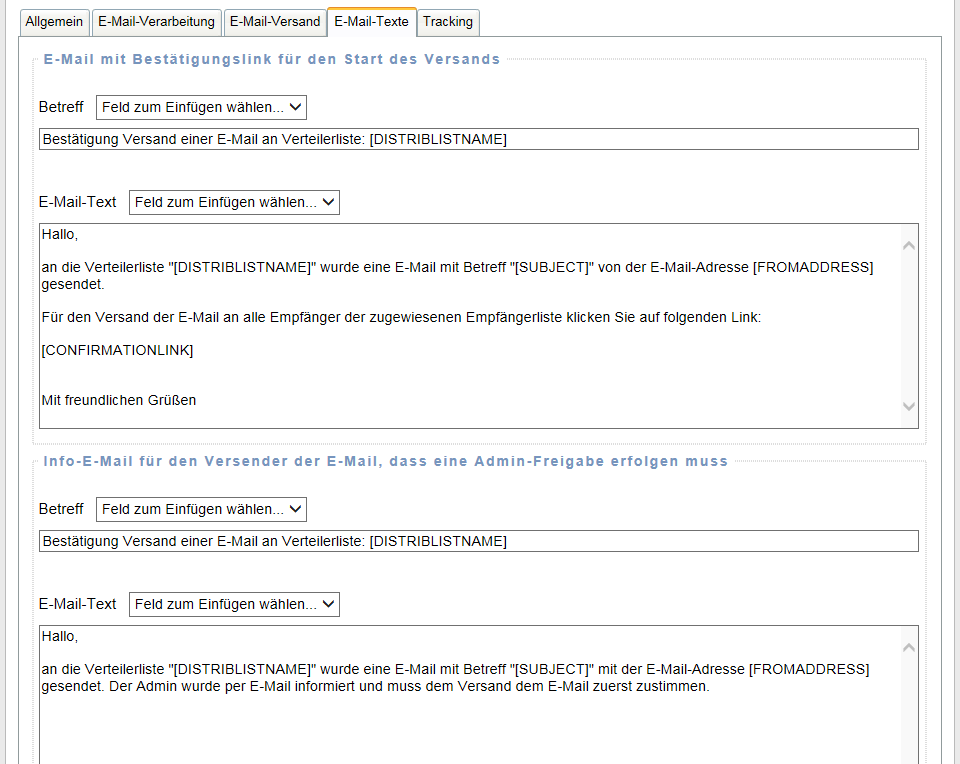 Allgemein E-Mail-Verarbeitung E-Mail-Versand E-Mail-Texte Tracking
E-Mail mit Bestätigungslink für den Start des Versands
Betreff Feld zum Einfügen wählen...
Bestätigung Versand einer E-Mail an Verteilerliste: [DISTRIBLISTNAME]
E-Mail-Text Feld zum Einfügen wählen...
Hallo,
an die Verteilerliste "[DISTRIBLISTNAME]" wurde eine E-Mail mit Betreff "[SUBJECT]" von der E-Mail-Adresse [FROMADDRESS]
gesendet.
Für den Versand der E-Mail an alle Empfänger der zugewiesenen Empfängerliste klicken Sie auf folgenden Link:
[CONFIRMATIONLINK]
Mit freundlichen Grüßen
Info-E-Mail für den Versender der E-Mail, dass eine Admin-Freigabe erfolgen muss
Betreff Feld zum Einfügen wählen...
Bestätigung Versand einer E-Mail an Verteilerliste: [DISTRIBLISTNAME]
E-Mail-Text Feld zum Einfügen wählen...
Hallo,
an die Verteilerliste "[DISTRIBLISTNAME]" wurde eine E-Mail mit Betreff "[SUBJECT]" mit der E-Mail-Adresse [FROMADDRESS]
gesendet. Der Admin wurde per E-Mail informiert und muss dem Versand dem E-Mail zuerst zustimmen.